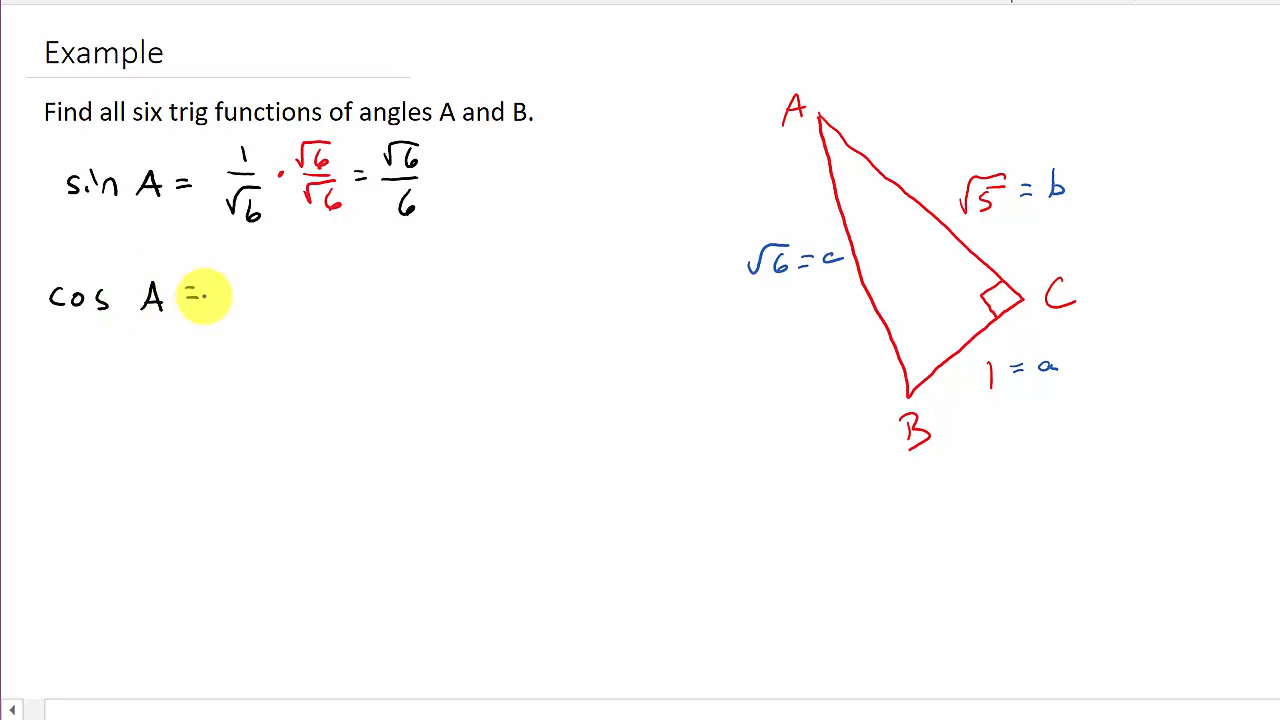 Example
Find all six trig functions of angles A and B.
sin A = 1/√6 · √6/√6 = √6/6
cos A =
A
√5 = b
√6 = c
C
1 = a
B